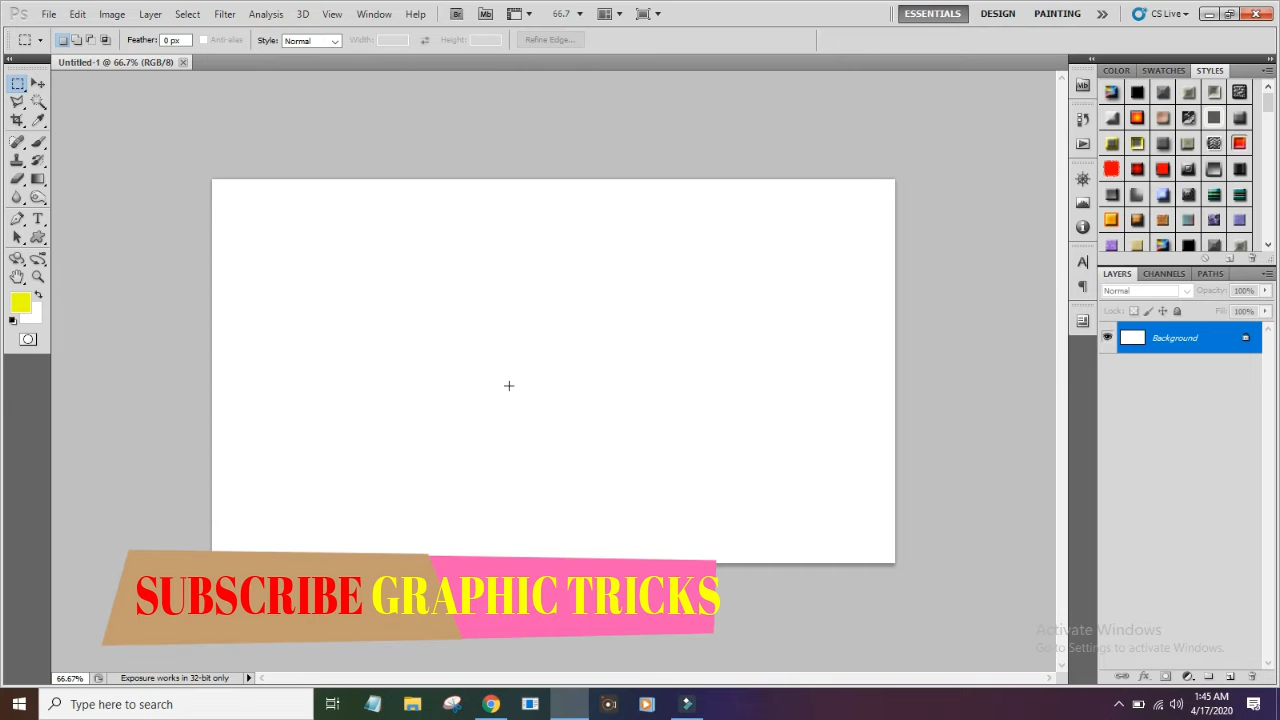 Ps File Edit Image Layer Select Filter Analysis 3D View Window Help Br Mb 66.7 ESSENTIALS DESIGN PAINTING CS Live
Feather: 0 px Anti-alias Style: Normal Width: Height: Refine Edge...
Untitled-1 @ 66.7% (RGB/8)
COLOR SWATCHES STYLES
LAYERS CHANNELS PATHS
Normal Opacity: 100%
Lock: Fill: 100%
Background
SUBSCRIBE GRAPHIC TRICKS
Activate Windows
Go to Settings to activate Windows.
66.67% Exposure works in 32-bit only
Type here to search
1:45 AM
4/17/2020